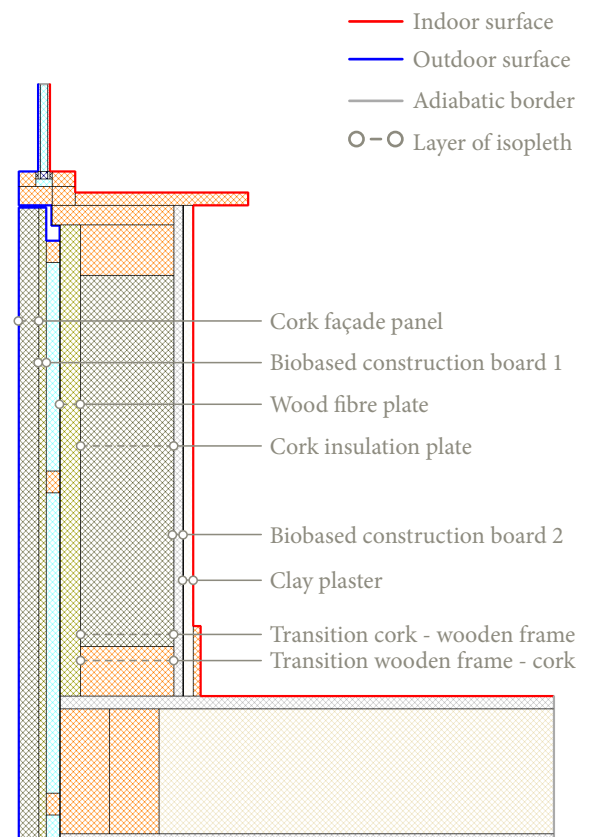 Indoor surface
Outdoor surface
Adiabatic border
Layer of isopleth
Cork façade panel
Biobased construction board 1
Wood fibre plate
Cork insulation plate
Biobased construction board 2
Clay plaster
Transition cork - wooden frame
Transition wooden frame - cork